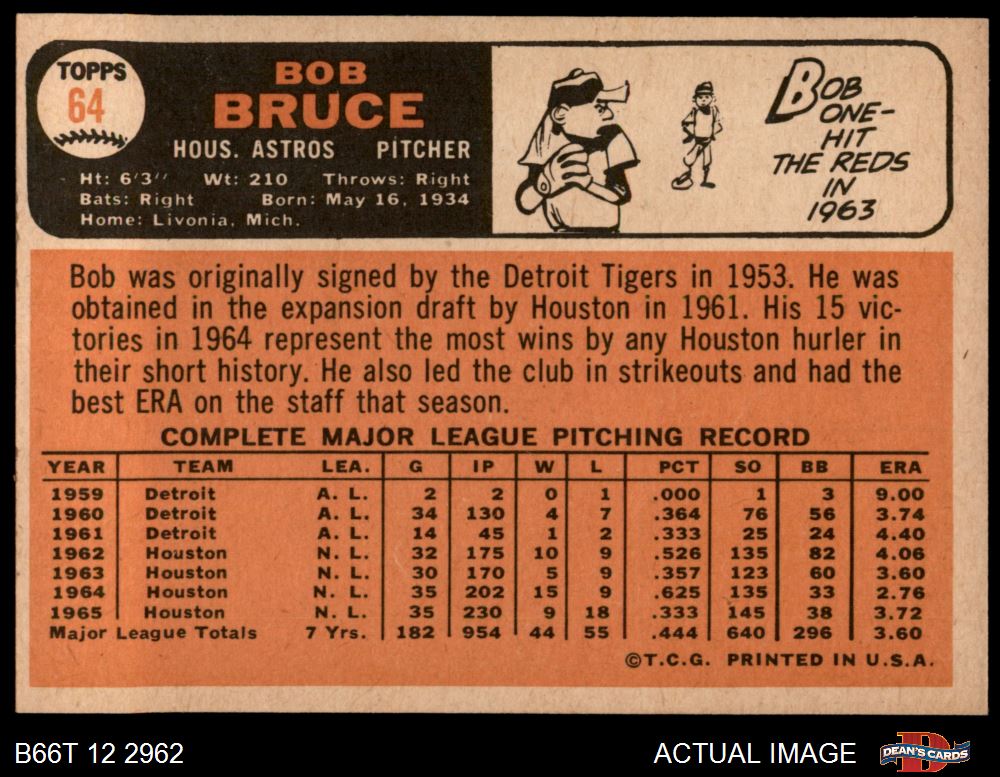 TOPPS
64
BOB
BRUCE
HOUS. ASTROS PITCHER
Ht: 6'3'' Wt: 210 Throws: Right
Bats: Right Born: May 16, 1934
Home: Livonia, Mich.
BOB
ONE-
HIT
THE REDS
IN
1963
Bob was originally signed by the Detroit Tigers in 1953. He was
obtained in the expansion draft by Houston in 1961. His 15 vic-
tories in 1964 represent the most wins by any Houston hurler in
their short history. He also led the club in strikeouts and had the
best ERA on the staff that season.
COMPLETE MAJOR LEAGUE PITCHING RECORD
YEAR TEAM LEA. G IP W L PCT SO BB ERA
1959 Detroit A. L. 2 2 0 1 .000 1 3 9.00
1960 Detroit A. L. 34 130 4 7 .364 76 56 3.74
1961 Detroit A. L. 14 45 1 2 .333 25 24 4.40
1962 Houston N. L. 32 175 10 9 .526 135 82 4.06
1963 Houston N. L. 30 170 5 9 .357 123 60 3.60
1964 Houston N. L. 35 202 15 9 .625 135 33 2.76
1965 Houston N. L. 35 230 9 18 .333 145 38 3.72
Major League Totals 7 Yrs. 182 954 44 55 .444 640 296 3.60
©T.C.G. PRINTED IN U.S.A.
B66T 12 2962 ACTUAL IMAGE DEAN'S CARDS